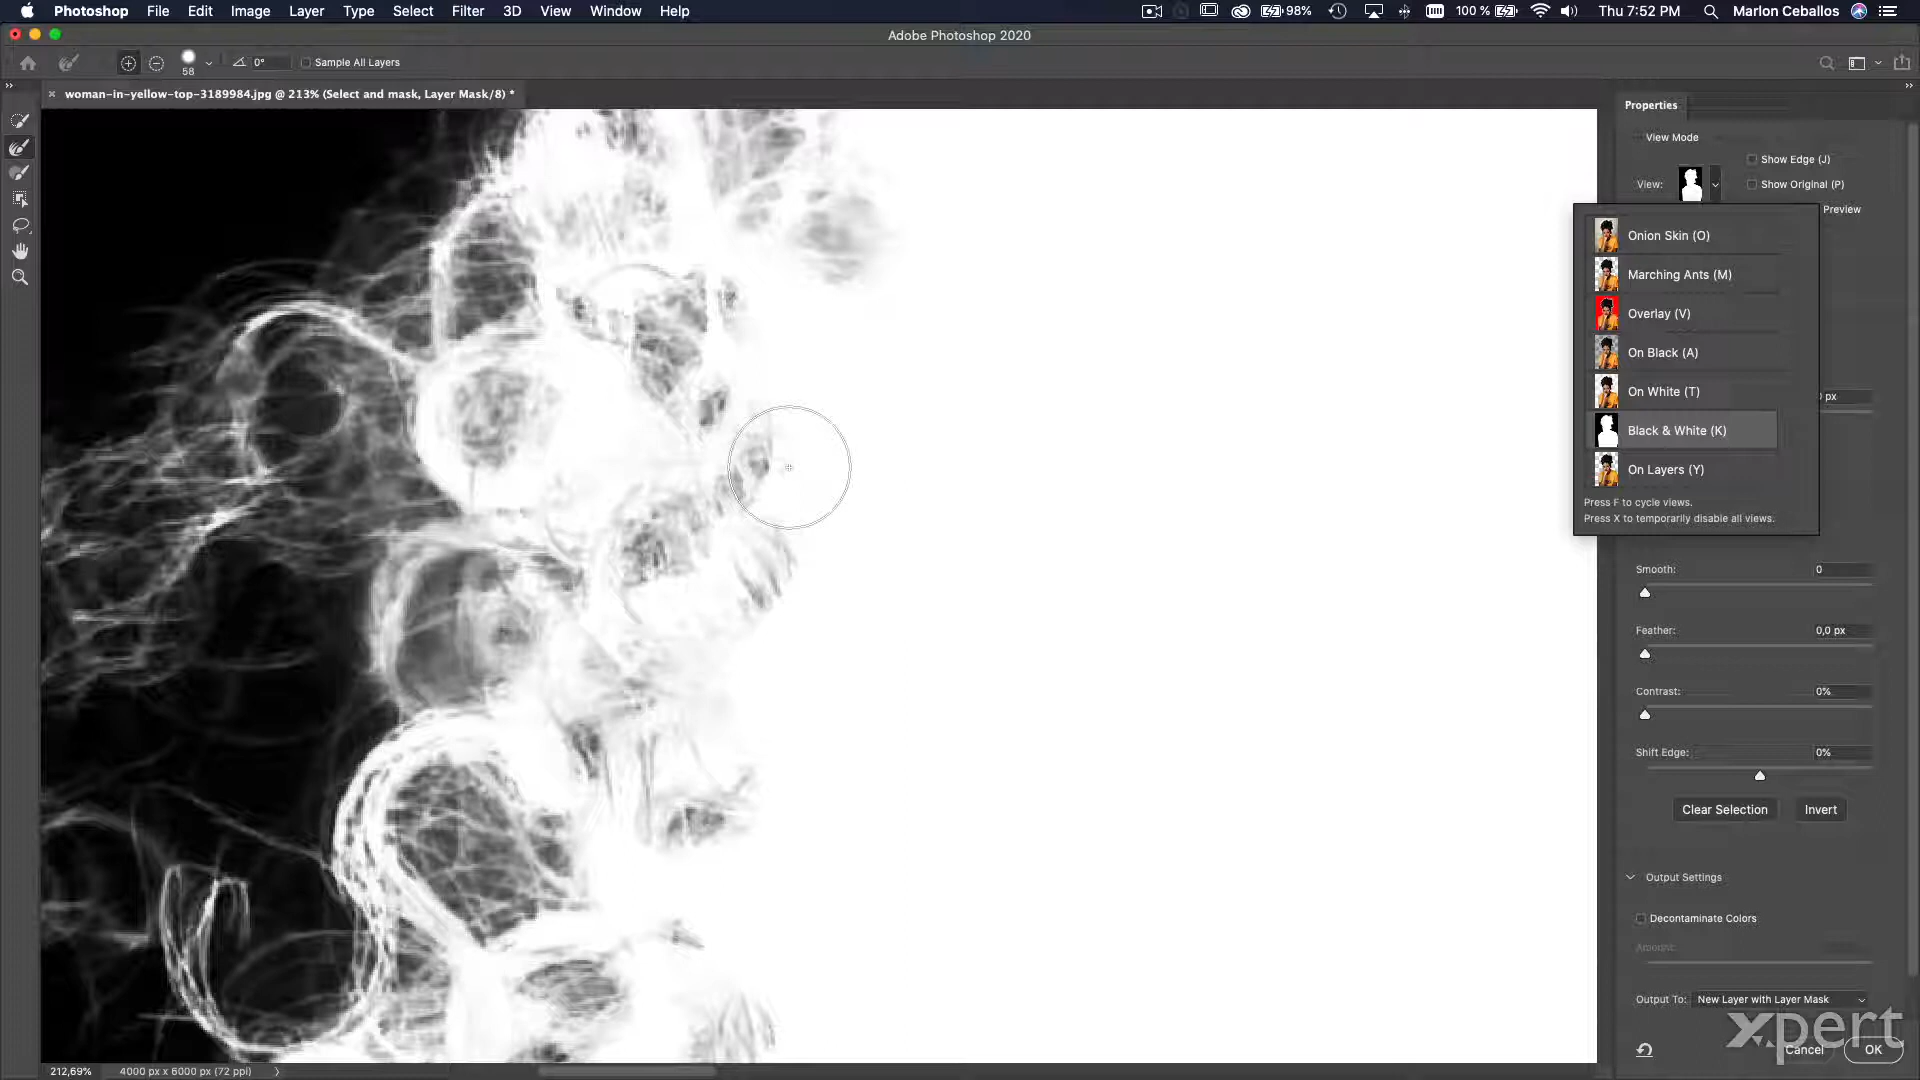 Photoshop File Edit Image Layer Type Select Filter 3D View Window Help 98% 100 % Thu 7:52 PM Marlon Ceballos
Adobe Photoshop 2020
58 0° Sample All Layers
woman-in-yellow-top-3189984.jpg @ 213% (Select and mask, Layer Mask/8) *
Properties
View Mode
Show Edge (J)
View: Show Original (P)
Preview
Onion Skin (O)
Marching Ants (M)
Overlay (V)
On Black (A)
On White (T)
px
Black & White (K)
On Layers (Y)
Press F to cycle views.
Press X to temporarily disable all views.
Smooth: 0
Feather: 0,0 px
Contrast: 0%
Shift Edge: 0%
Clear Selection Invert
Output Settings
Decontaminate Colors
Amount:
Output To: New Layer with Layer Mask
xpert
Cancel OK
212,69% 4000 px x 6000 px (72 ppi)